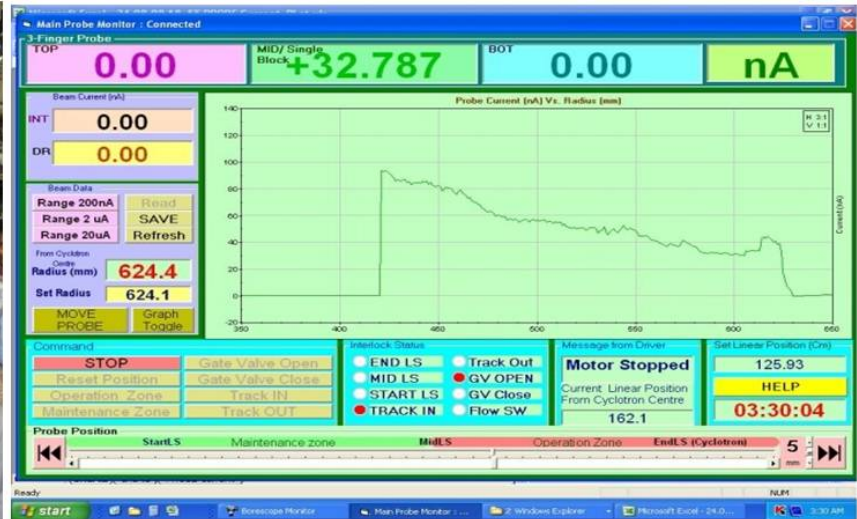 Main Probe Monitor : Connected
3-Finger Probe
TOP
0.00
MID/ Single Block
+32.787
BOT
0.00
nA
Beam Current (nA)
INT 0.00
DR 0.00
Beam Data
Range 200nA Read
Range 2 uA SAVE
Range 20uA Refresh
From Cyclotron Centre
Radius (mm) 624.4
Set Radius 624.1
MOVE PROBE
Graph Toggle
Probe Current (nA) Vs. Radius (mm)
H 3:1
V 1:1
140
120
100
80
60
40
20
0
-20
350 400 450 500 550 600 650
Current(nA)
Command
STOP
Reset Position
Operation Zone
Maintenance Zone
Gate Valve Open
Gate Valve Close
Track IN
Track OUT
Interlock Status
END LS Track Out
MID LS GV OPEN
START LS GV Close
TRACK IN Flow SW
Message from Driver
Motor Stopped
Current Linear Position
From Cyclotron Centre
162.1
Set Linear Position (Cm)
125.93
HELP
03:30:04
Probe Position
StartLS Maintenance zone MidLS Operation Zone EndLS (Cyclotron)
5
mm
Ready NUM
start Borescope Monitor Main Probe Monitor : ... 2 Windows Explorer Microsoft Excel - 24.0... 3:30 AM